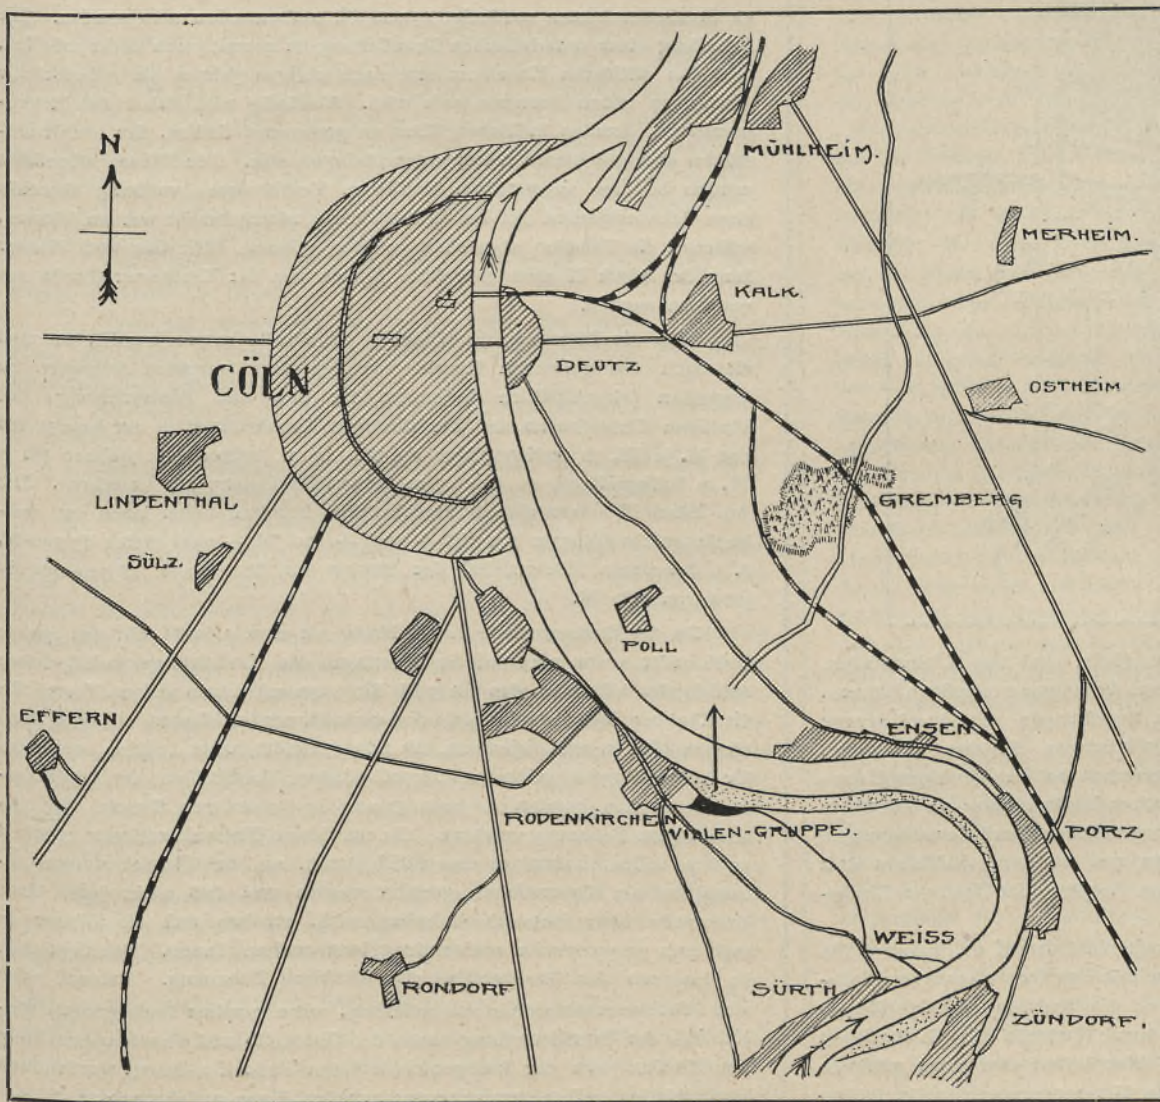 N
MÜHLHEIM.
MERHEIM.
KALK.
DEUTZ
CÖLN
OSTHEIM
LINDENTHAL
GREMBERG
SÜLZ.
POLL
EFFERN
ENSEN
RODENKIRCHEN
VILLEN-GRUPPE.
PORZ
WEISS
RONDORF
SÜRTH
ZÜNDORF.